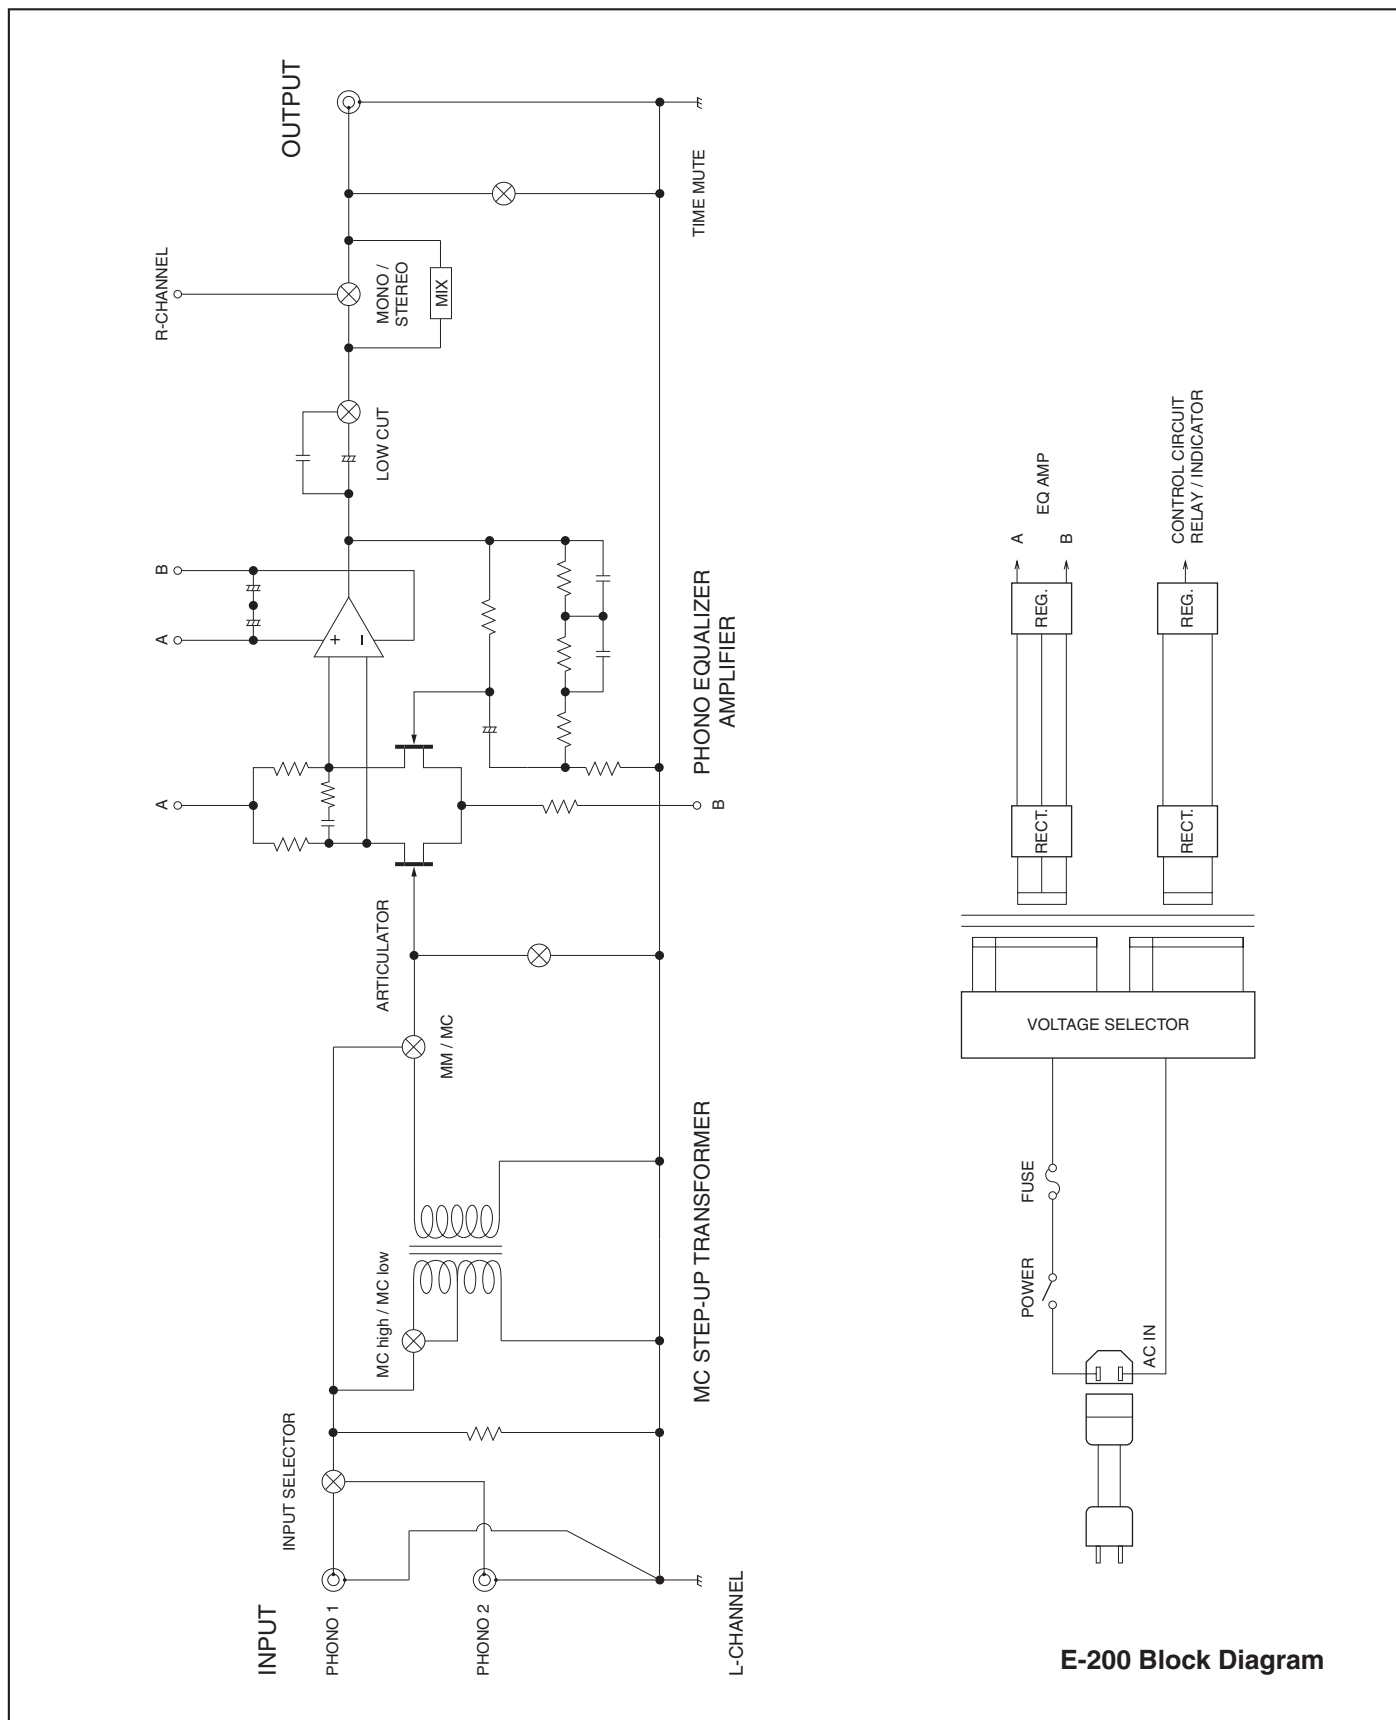 INPUT
PHONO 1
PHONO 2
L-CHANNEL
INPUT SELECTOR
MC high / MC low
MC STEP-UP TRANSFORMER
MM / MC
ARTICULATOR
A
B
A
B
+
−
PHONO EQUALIZER
AMPLIFIER
LOW CUT
R-CHANNEL
MONO /
STEREO
MIX
TIME MUTE
OUTPUT
AC IN
POWER
FUSE
VOLTAGE SELECTOR
RECT.
RECT.
REG.
REG.
A
EQ AMP
B
CONTROL CIRCUIT
RELAY / INDICATOR
E-200 Block Diagram